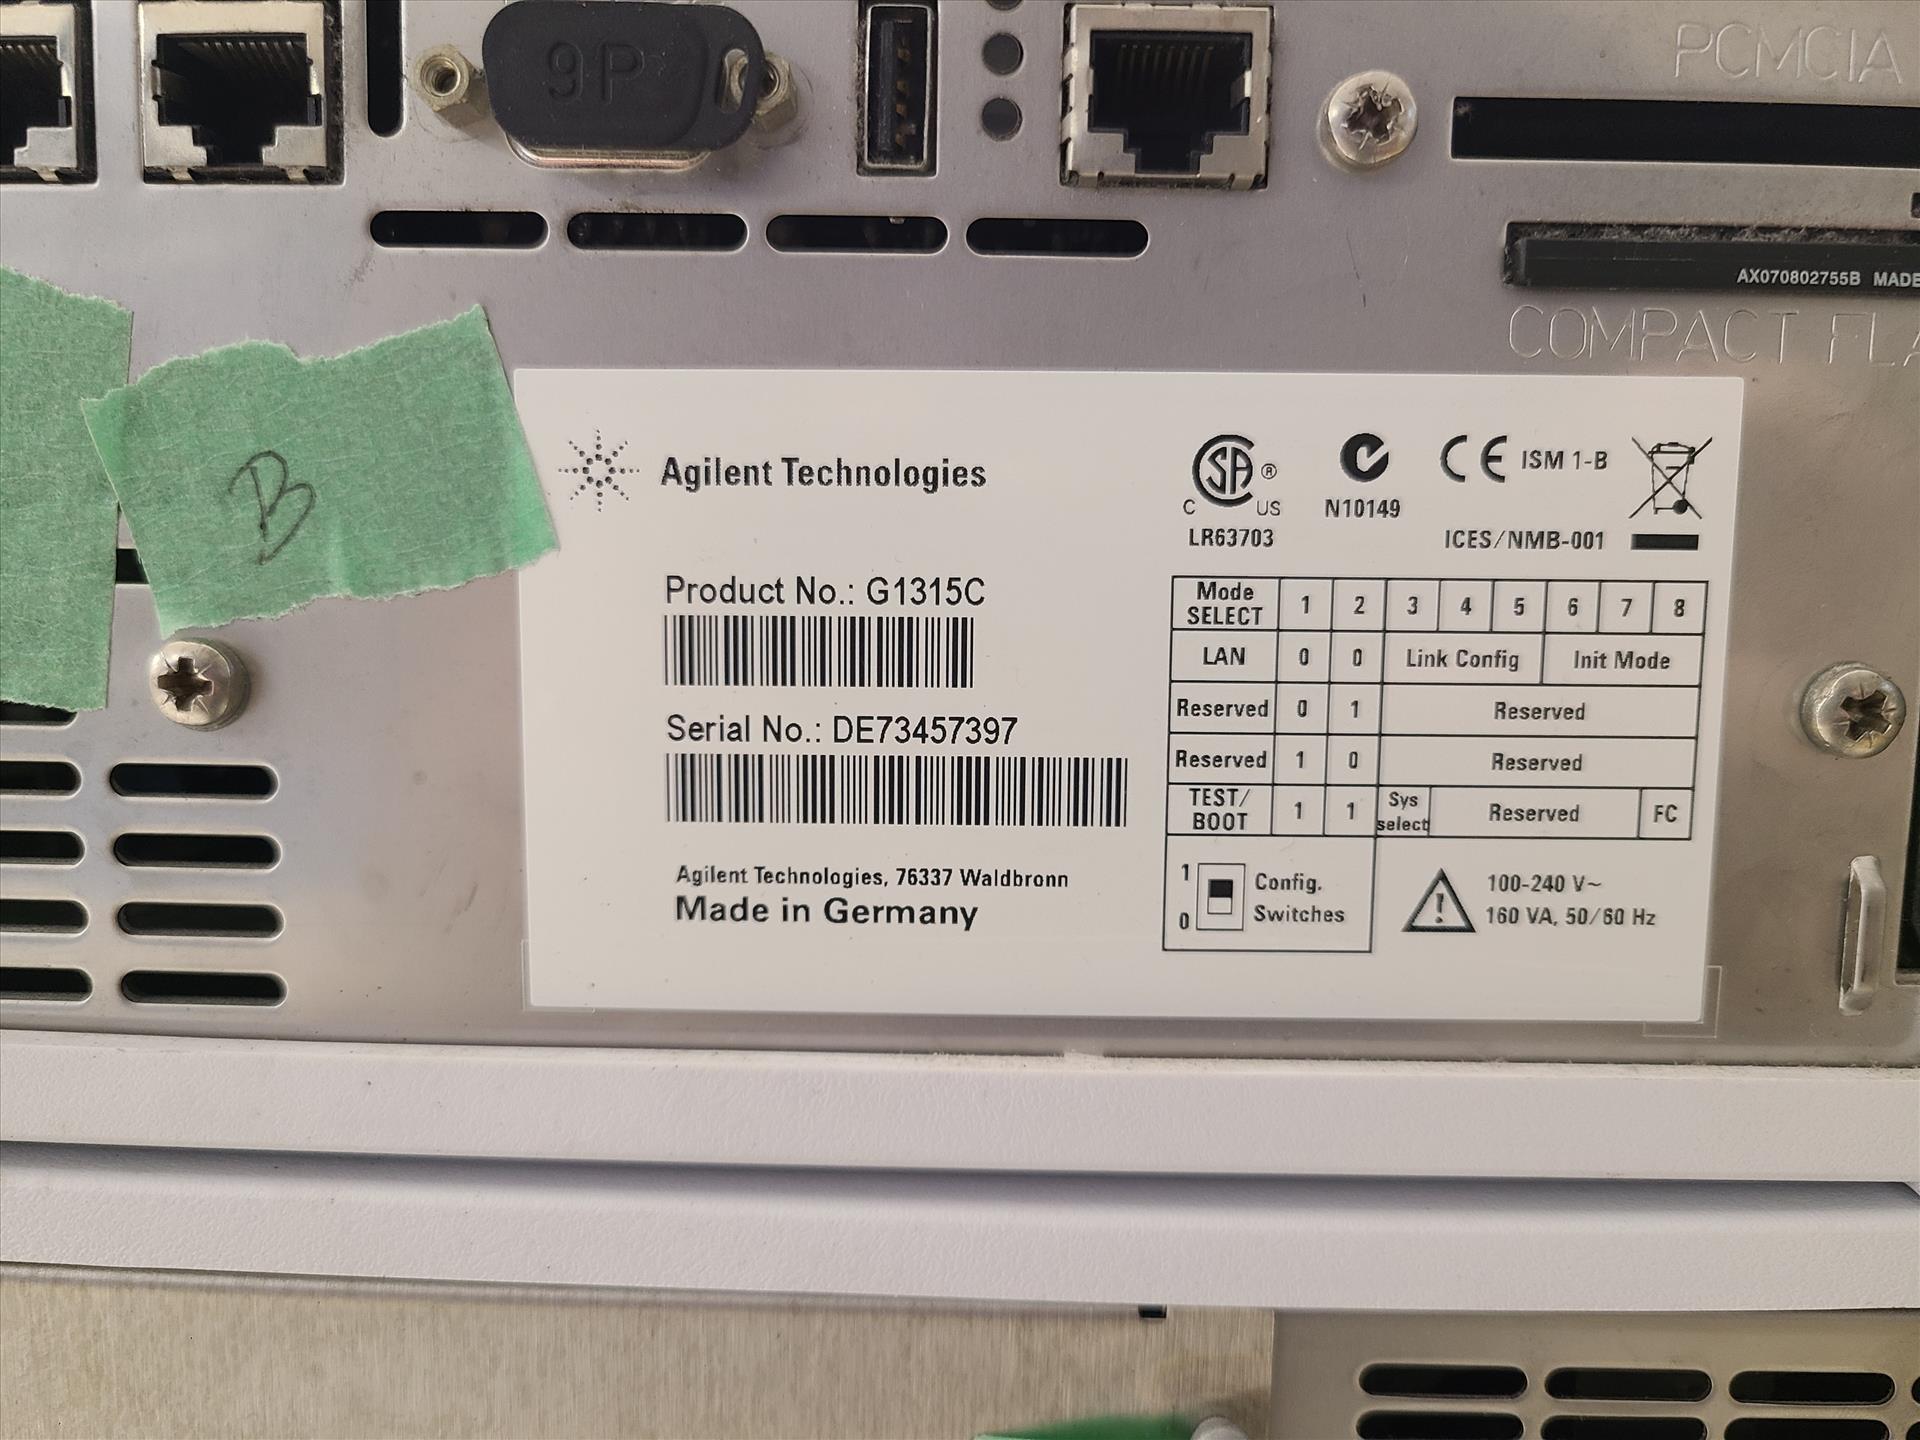 9P
PCMCIA
AX070802755B MADE
COMPACT
B
Agilent Technologies
C US ®
LR63703
N10149
CE ISM 1-B
ICES/NMB-001
Product No.: G1315C
Serial No.: DE73457397
Agilent Technologies, 76337 Waldbronn
Made in Germany
Mode SELECT 1 2 3 4 5 6 7 8
LAN 0 0 Link Config Init Mode
Reserved 0 1 Reserved
Reserved 1 0 Reserved
TEST/ BOOT 1 1 Sys select Reserved FC
1 Config.
0 Switches
100-240 V~
160 VA, 50/60 Hz